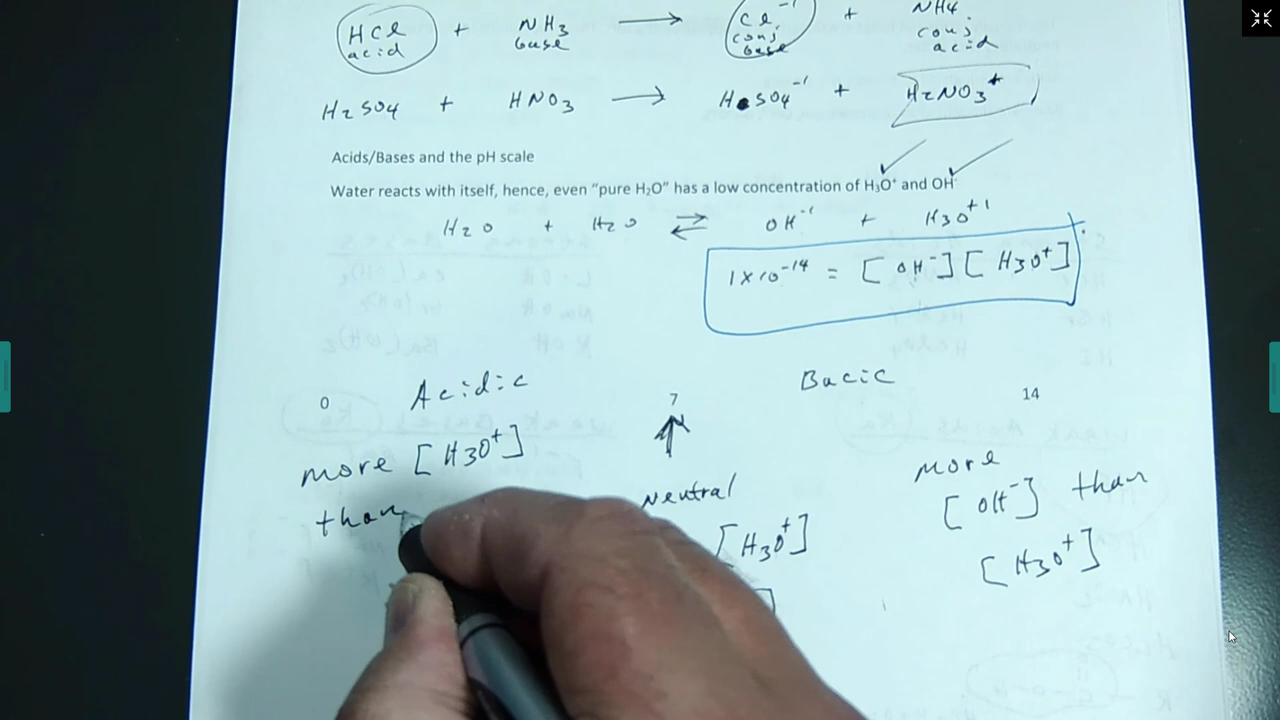 HCl + NH3 → Cl⁻¹ + NH4
acid base conj base conj acid
H2SO4 + HNO3 → HSO4⁻¹ + H2NO3⁺
Acids/Bases and the pH scale
Water reacts with itself, hence, even “pure H₂O” has a low concentration of H₃O⁺ and OH⁻
H2O + H2O ⇌ OH⁻¹ + H3O⁺¹
1x10⁻¹⁴ = [OH⁻][H3O⁺]
0 Acidic 7 Bacic 14
more [H3O⁺] Neutral more
than [H3O⁺] [OH⁻] than
[H3O⁺]